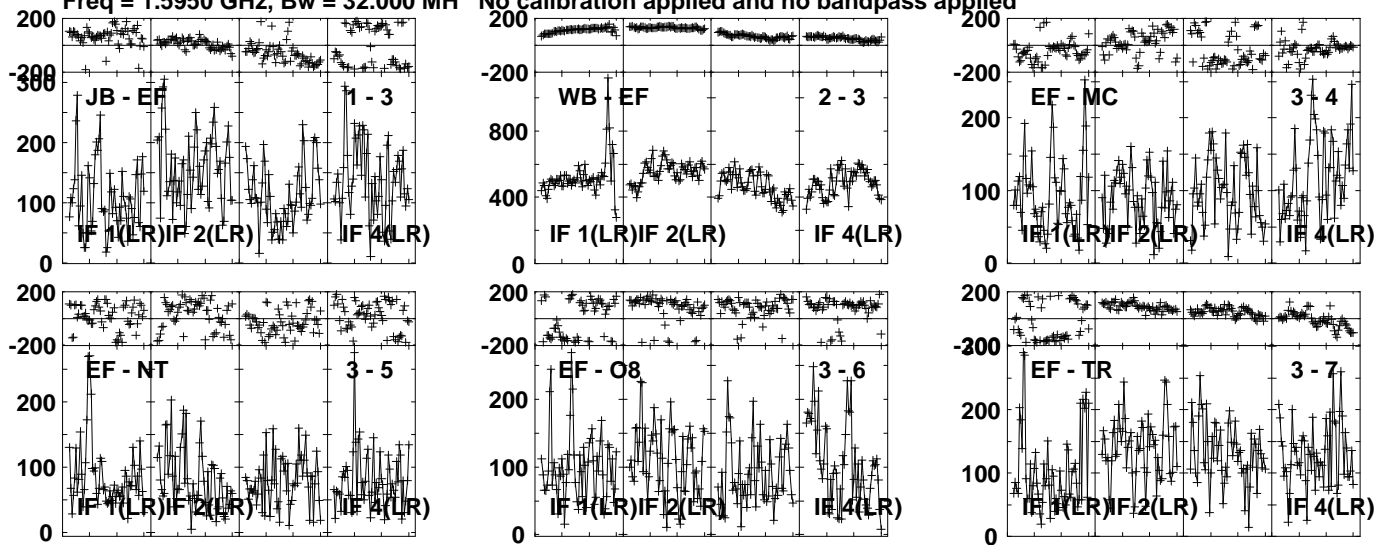 Freq = 1.5950 GHz, Bw = 32.000 MH No calibration applied and no bandpass applied
200
-200
300
JB - EF
1 - 3
200
100
IF 1(LR)
IF 2(LR)
IF 4(LR)
0
200
-200
WB - EF
2 - 3
800
400
IF 1(LR)
IF 2(LR)
IF 4(LR)
0
200
-200
EF - MC
3 - 4
200
100
IF 1(LR)
IF 2(LR)
IF 4(LR)
0
200
-200
EF - NT
3 - 5
200
100
IF 1(LR)
IF 2(LR)
IF 4(LR)
0
200
-200
EF - O8
3 - 6
200
100
IF 1(LR)
IF 2(LR)
IF 4(LR)
0
200
-200
300
EF - TR
3 - 7
200
100
IF 1(LR)
IF 2(LR)
IF 4(LR)
0